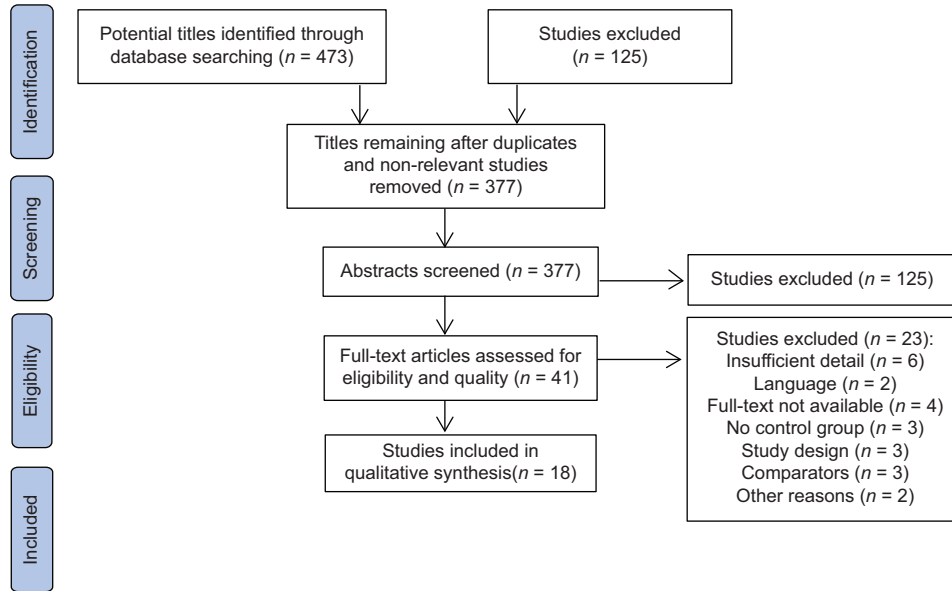 Identification
Potential titles identified through
database searching (n = 473)
Studies excluded
(n = 125)
Titles remaining after duplicates
and non-relevant studies
removed (n = 377)
Screening
Abstracts screened (n = 377)
Studies excluded (n = 125)
Eligibility
Full-text articles assessed for
eligibility and quality (n = 41)
Studies excluded (n = 23):
Insufficient detail (n = 6)
Language (n = 2)
Full-text not available (n = 4)
No control group (n = 3)
Study design (n = 3)
Comparators (n = 3)
Other reasons (n = 2)
Included
Studies included in
qualitative synthesis(n = 18)